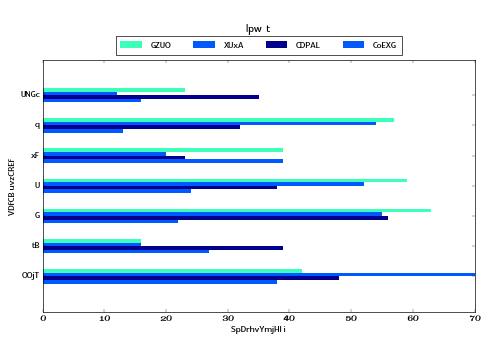 lpw t
GZUO XUxA CDPAL CoEXG
UNGc
q
xF
U
G
tB
OOjT
VDFCB uvzCREF
0 10 20 30 40 50 60 70
SpDrhvYmjHl i